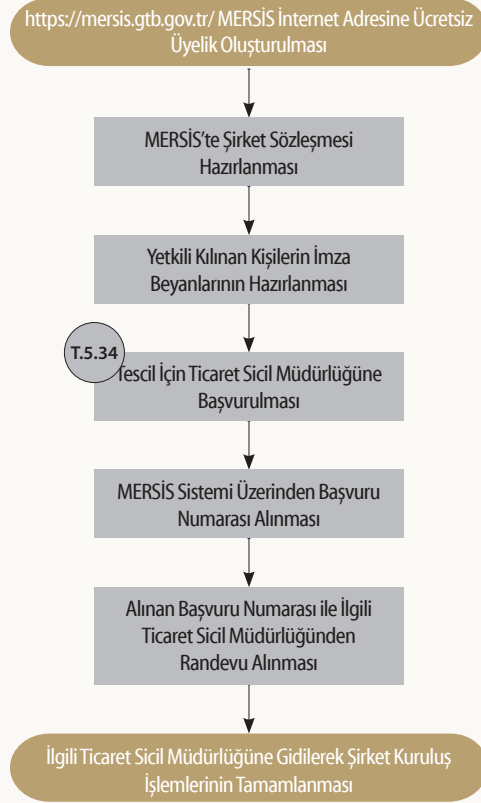 https://mersis.gtb.gov.tr/ MERSİS İnternet Adresine Ücretsiz
Üyelik Oluşturulması
MERSİS’te Şirket Sözleşmesi
Hazırlanması
Yetkili Kılınan Kişilerin İmza
Beyanlarının Hazırlanması
T.5.34
Tescil İçin Ticaret Sicil Müdürlüğüne
Başvurulması
MERSİS Sistemi Üzerinden Başvuru
Numarası Alınması
Alınan Başvuru Numarası ile İlgili
Ticaret Sicil Müdürlüğünden
Randevu Alınması
İlgili Ticaret Sicil Müdürlüğüne Gidilerek Şirket Kuruluş
İşlemlerinin Tamamlanması